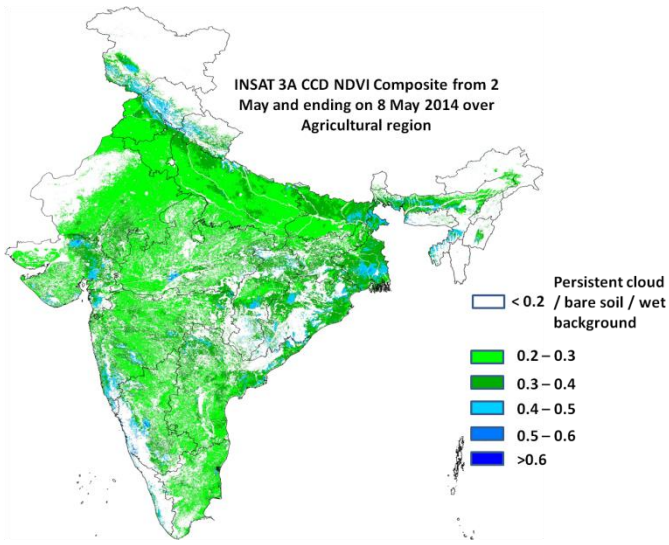 INSAT 3A CCD NDVI Composite from 2
May and ending on 8 May 2014 over
Agricultural region
< 0.2 Persistent cloud
/ bare soil / wet
background
0.2 – 0.3
0.3 – 0.4
0.4 – 0.5
0.5 – 0.6
>0.6